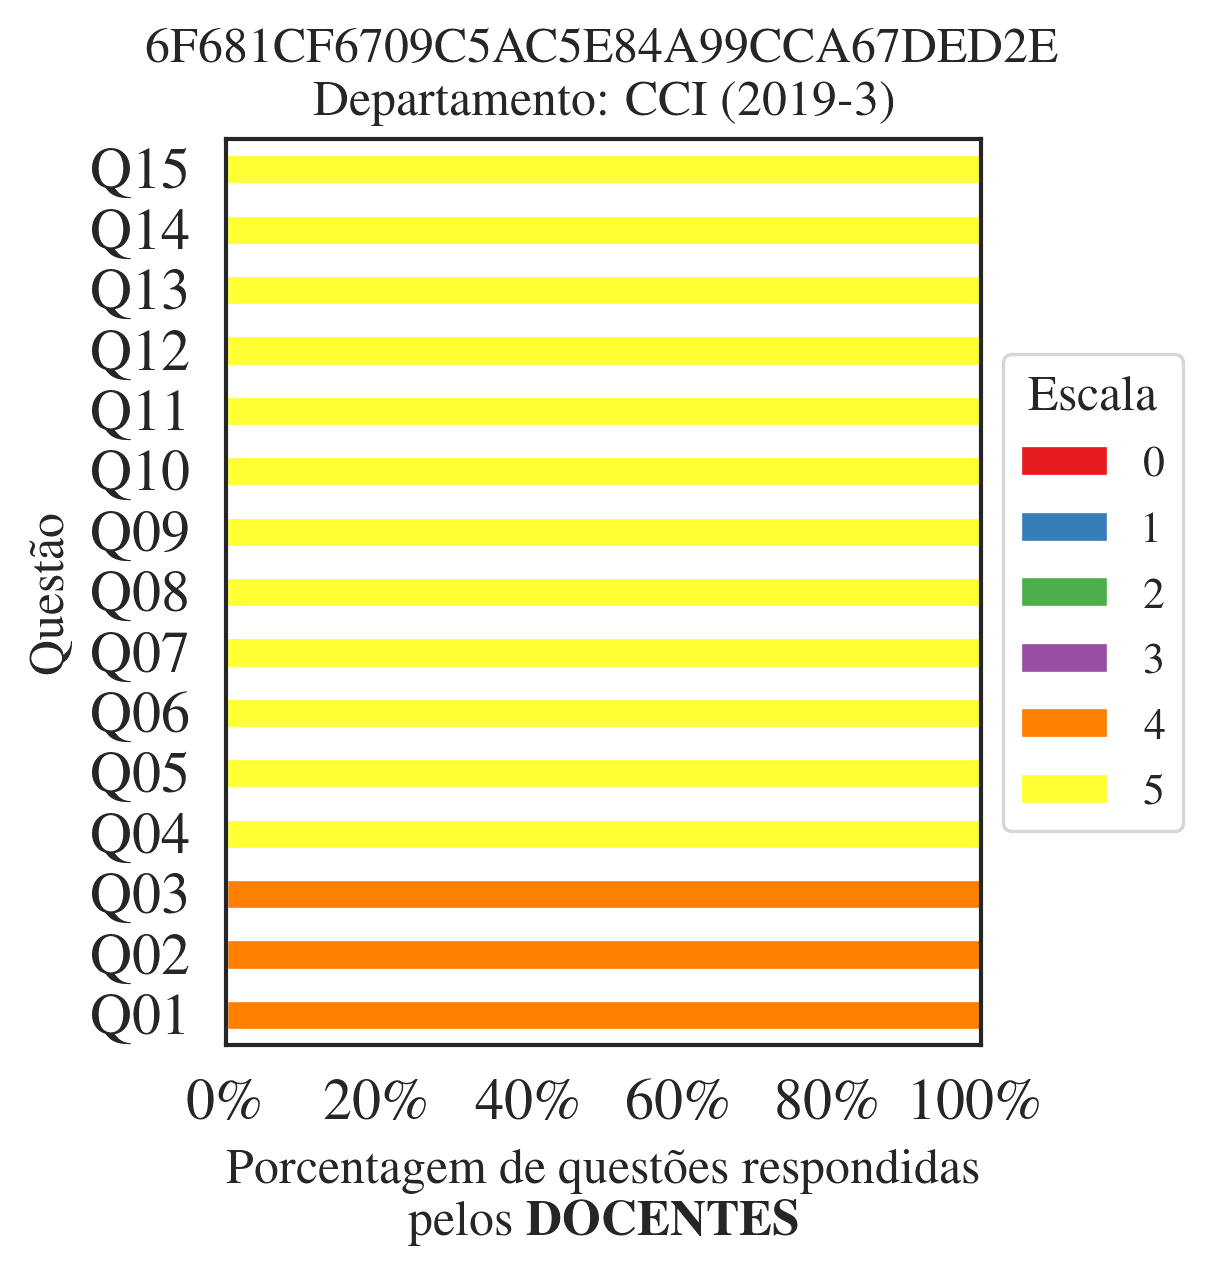 6F681CF6709C5AC5E84A99CCA67DED2E
Departamento: CCI (2019-3)
Questão
Q15
Q14
Q13
Q12
Q11
Q10
Q09
Q08
Q07
Q06
Q05
Q04
Q03
Q02
Q01
0% 20% 40% 60% 80% 100%
Porcentagem de questões respondidas
pelos DOCENTES
Escala
0
1
2
3
4
5